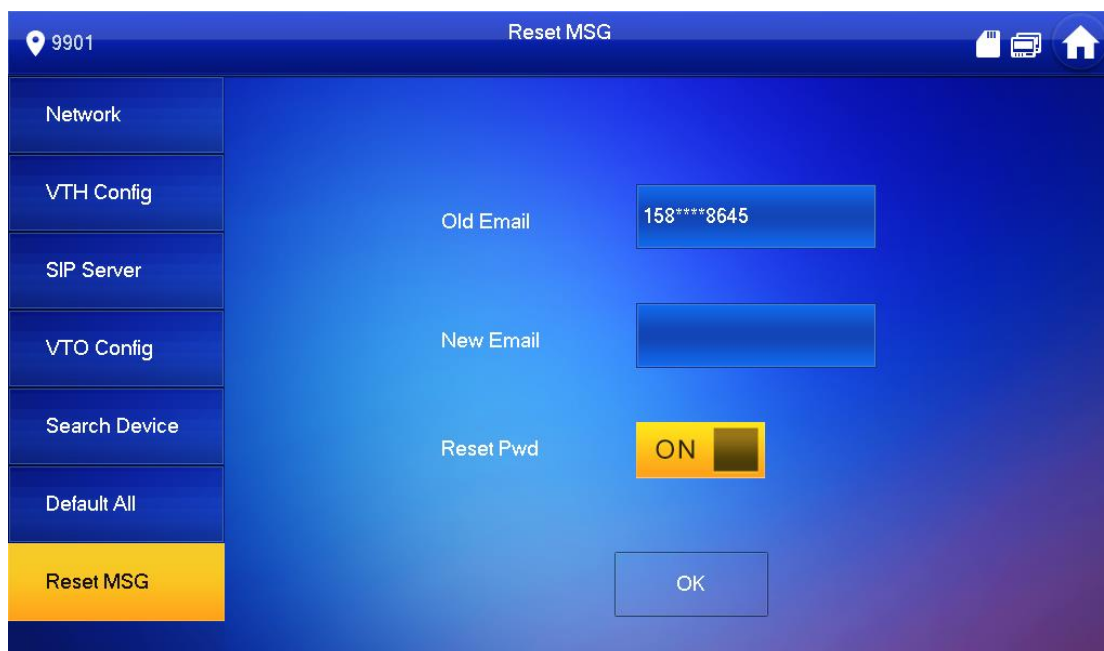 9901
Reset MSG
Network
VTH Config
SIP Server
VTO Config
Search Device
Default All
Reset MSG
Old Email
158****8645
New Email
Reset Pwd
ON
OK